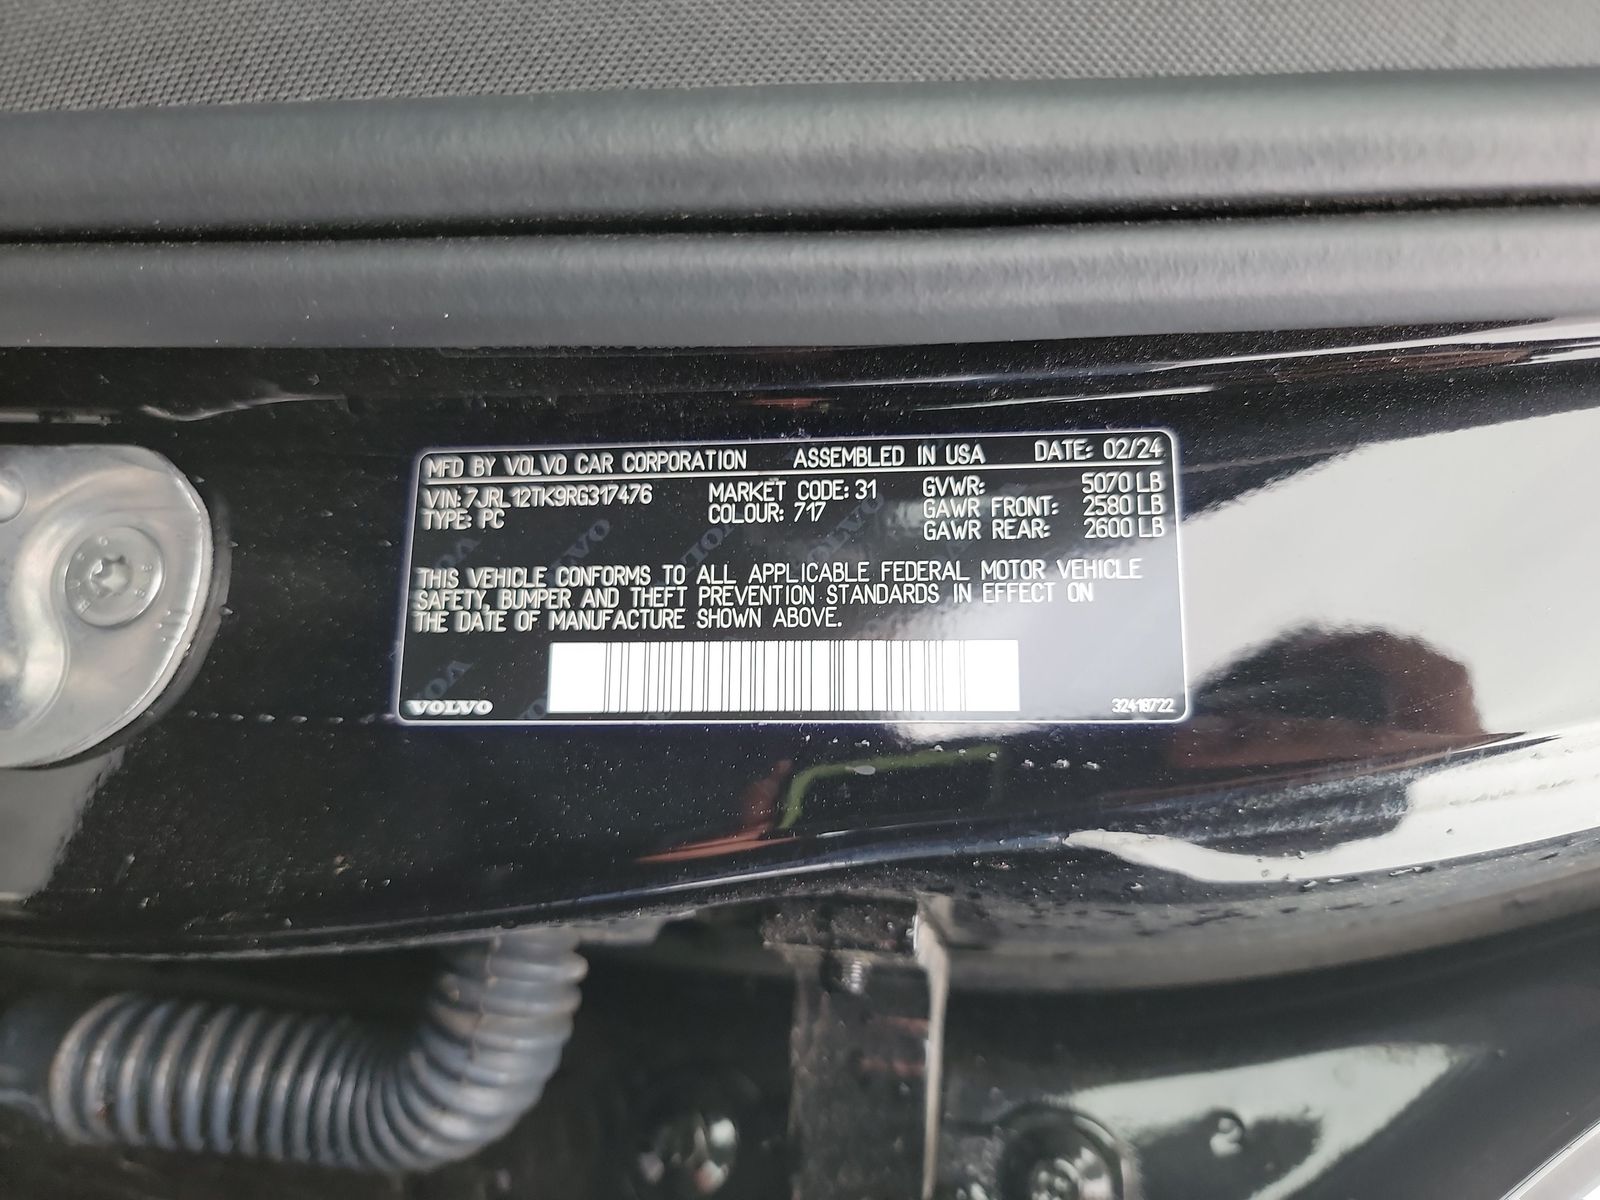 MFD BY VOLVO CAR CORPORATION ASSEMBLED IN USA DATE: 02/24
VIN: 7JRL12TK9RG317476 MARKET CODE: 31 GVWR: 5070 LB
TYPE: PC COLOUR: 717 GAWR FRONT: 2580 LB
GAWR REAR: 2600 LB
THIS VEHICLE CONFORMS TO ALL APPLICABLE FEDERAL MOTOR VEHICLE
SAFETY, BUMPER AND THEFT PREVENTION STANDARDS IN EFFECT ON
THE DATE OF MANUFACTURE SHOWN ABOVE.
VOLVO 32418722